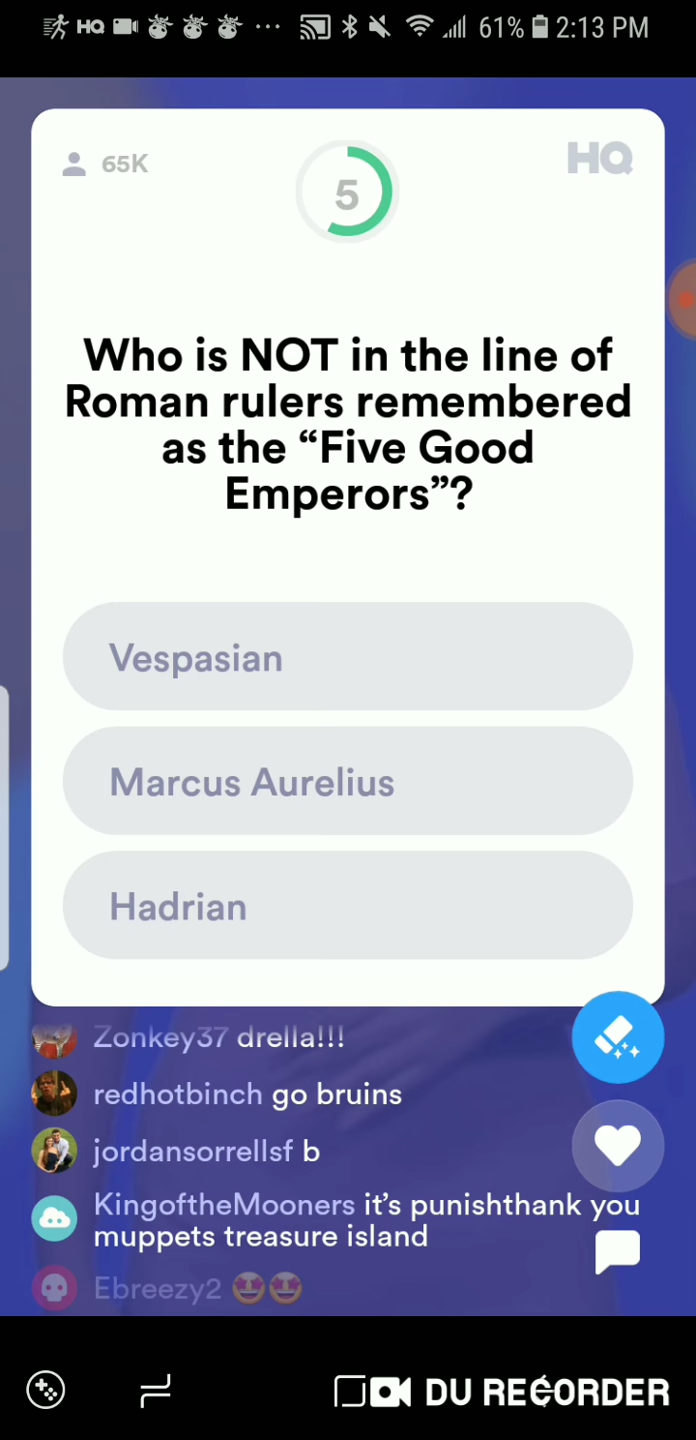 HQ 61% 2:13 PM
65K
5
HQ
Who is NOT in the line of
Roman rulers remembered
as the “Five Good
Emperors”?
Vespasian
Marcus Aurelius
Hadrian
Zonkey37 drella!!!
redhotbinch go bruins
jordansorrellsf b
KingoftheMooners it’s punishthank you
muppets treasure island
Ebreezy2 🤩🤩
DU RECORDER